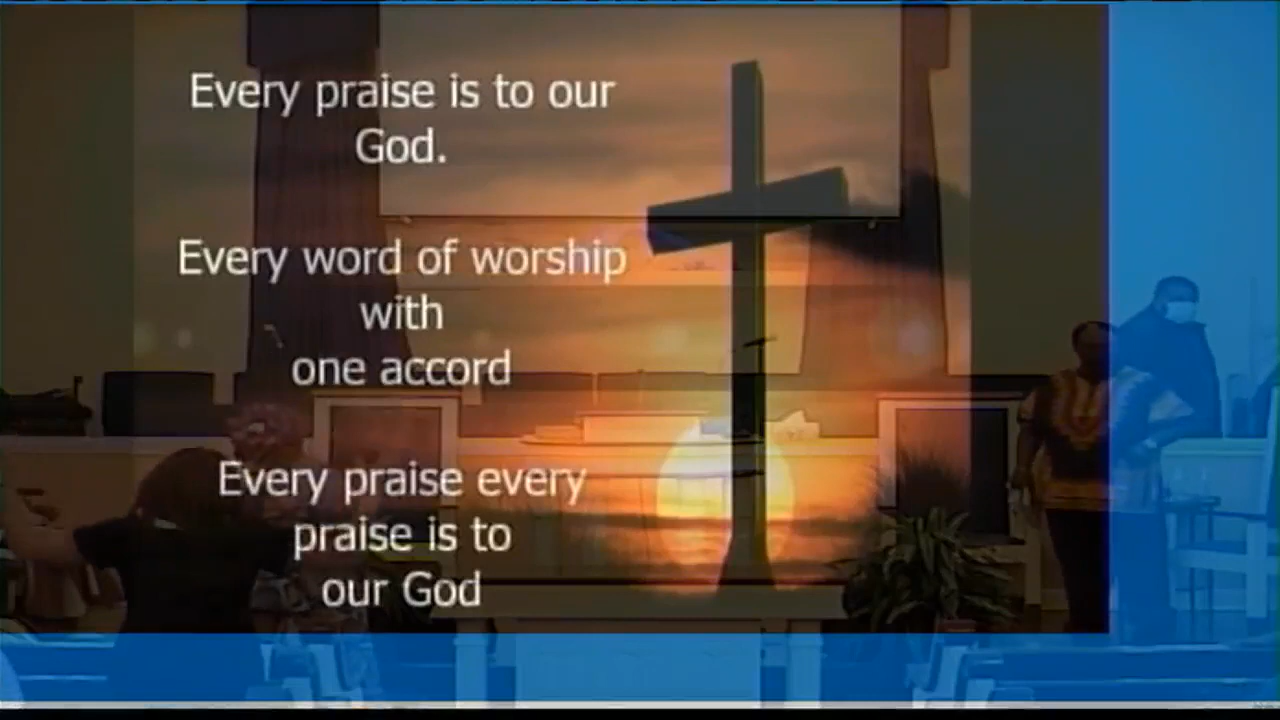 Every praise is to our
God.
Every word of worship
with
one accord
Every praise every
praise is to
our God